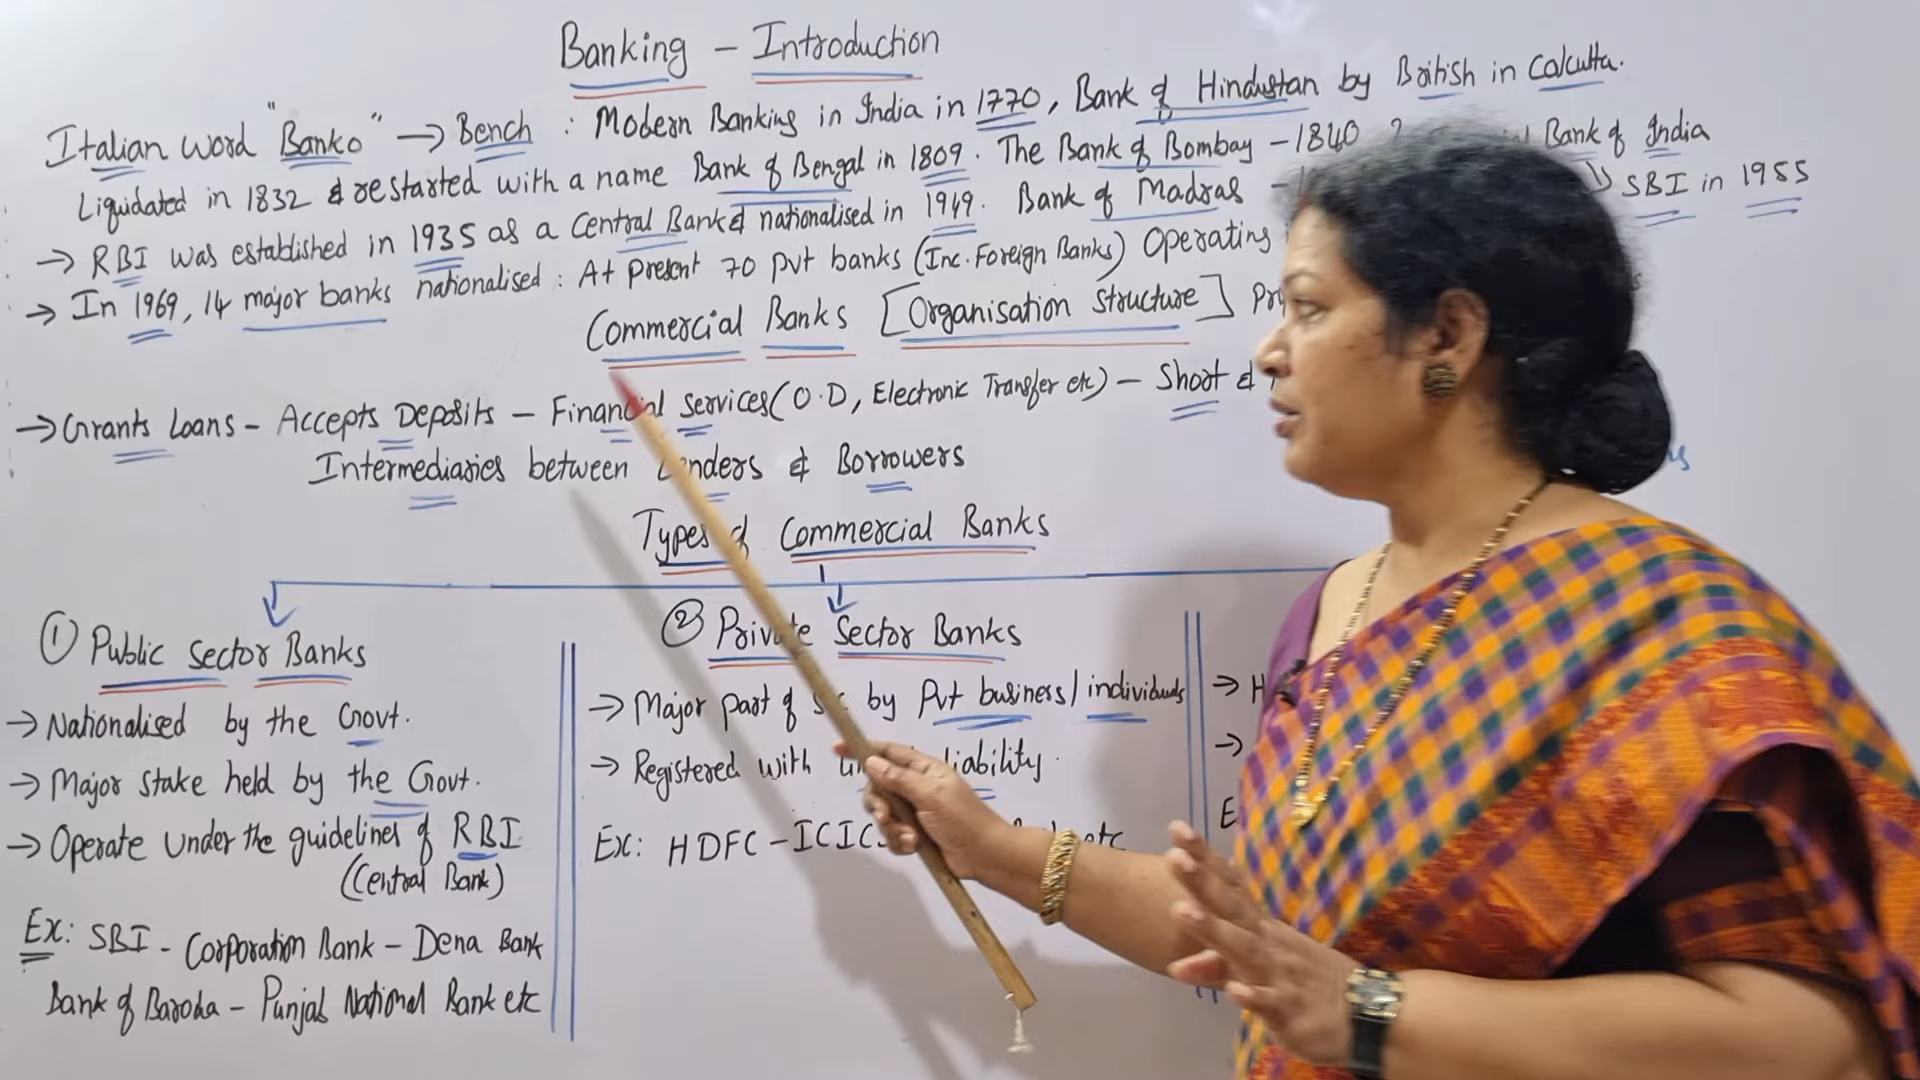 Banking - Introduction
Italian word "Banko" → Bench : Modern Banking in India in 1770, Bank of Hindustan by British in Calcutta.
Liquidated in 1832 & restarted with a name Bank of Bengal in 1809. The Bank of Bombay - 1840 Bank of India
→ RBI was established in 1935 as a Central Bank & nationalised in 1949. Bank of Madras - SBI in 1955
→ In 1969, 14 major banks nationalised : At present 70 pvt banks (Inc. Foreign Banks) Operating
Commercial Banks [Organisation Structure]
→ Grants Loans - Accepts Deposits - Financial Services (O.D, Electronic Transfer etc) - Short &
Intermediaries between Lenders & Borrowers
Types of Commercial Banks
① Public Sector Banks
→ Nationalised by the Govt.
→ Major stake held by the Govt.
→ Operate under the guidelines of RBI
(Central Bank)
Ex: SBI - Corporation Bank - Dena Bank
Bank of Baroda - Punjab National Bank etc
② Private Sector Banks
→ Major part of by Pvt business/individuals
→ Registered with liability.
Ex: HDFC - ICIC etc
→
→